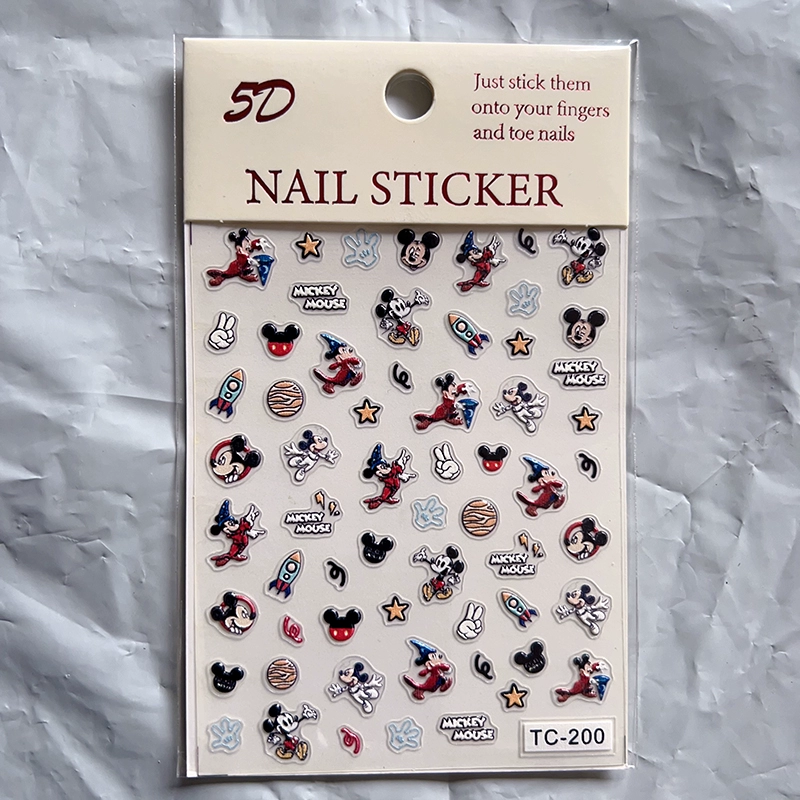 5D
Just stick them
onto your fingers
and toe nails
NAIL STICKER
MICKEY
MOUSE
MICKEY
MOUSE
MICKEY
MOUSE
MICKEY
MOUSE
MICKEY
MOUSE
TC-200